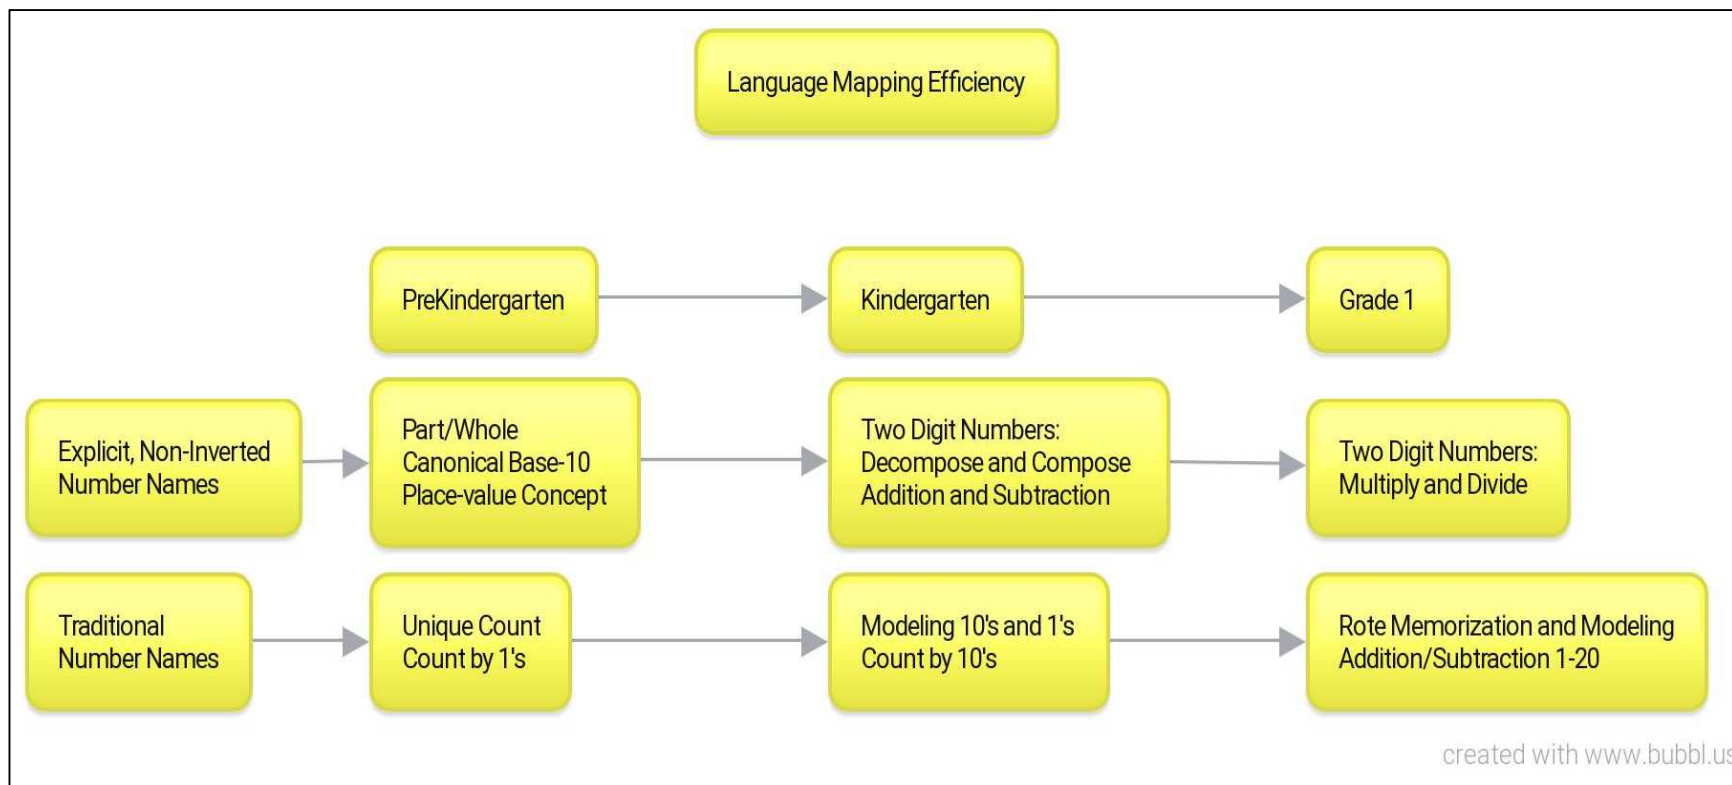 Language Mapping Efficiency
PreKindergarten
Kindergarten
Grade 1
Explicit, Non-Inverted
Number Names
Part/Whole
Canonical Base-10
Place-value Concept
Two Digit Numbers:
Decompose and Compose
Addition and Subtraction
Two Digit Numbers:
Multiply and Divide
Traditional
Number Names
Unique Count
Count by 1's
Modeling 10's and 1's
Count by 10's
Rote Memorization and Modeling
Addition/Subtraction 1-20
created with www.bubbl.us